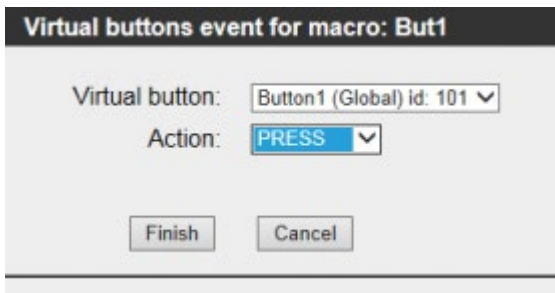 Virtual buttons event for macro: But1
Virtual button: Button1 (Global) id: 101
Action: PRESS
Finish Cancel